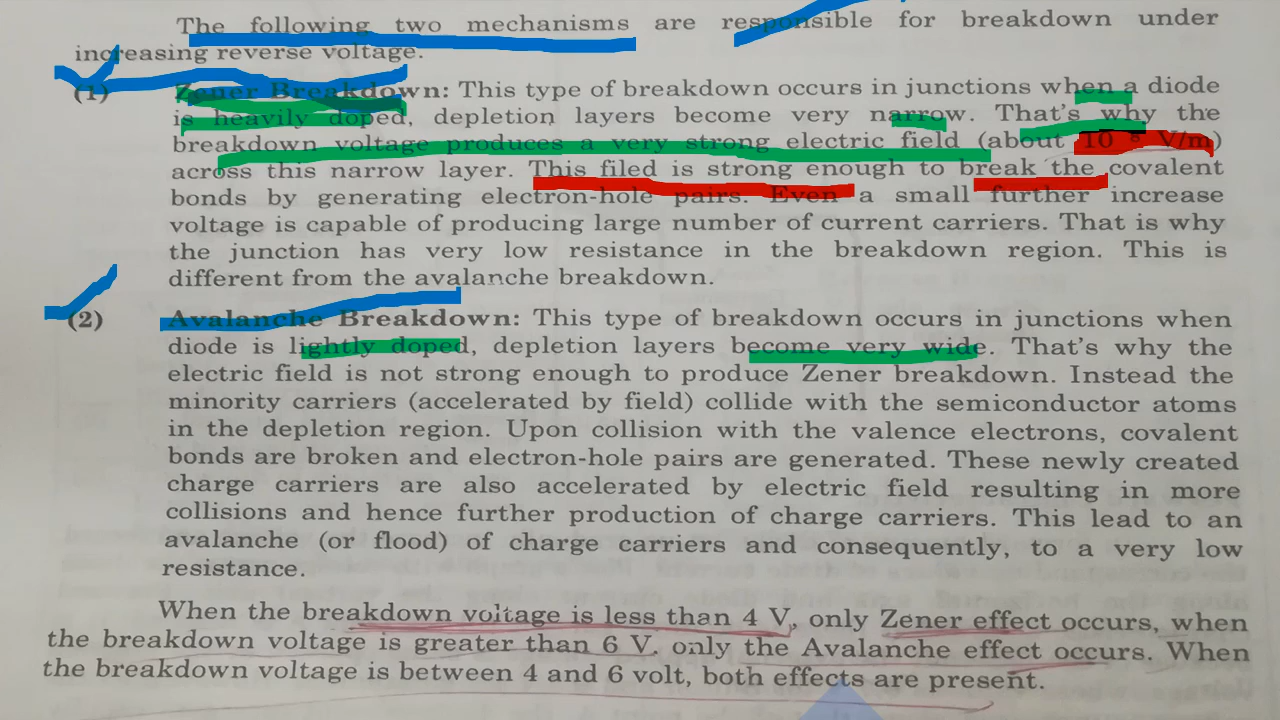 The following two mechanisms are responsible for breakdown under
increasing reverse voltage.
(1) Zener Breakdown: This type of breakdown occurs in junctions when a diode
is heavily doped, depletion layers become very narrow. That's why the
breakdown voltage produces a very strong electric field (about 10 8 V/m)
across this narrow layer. This filed is strong enough to break the covalent
bonds by generating electron-hole pairs. Even a small further increase
voltage is capable of producing large number of current carriers. That is why
the junction has very low resistance in the breakdown region. This is
different from the avalanche breakdown.
(2) Avalanche Breakdown: This type of breakdown occurs in junctions when
diode is lightly doped, depletion layers become very wide. That's why the
electric field is not strong enough to produce Zener breakdown. Instead the
minority carriers (accelerated by field) collide with the semiconductor atoms
in the depletion region. Upon collision with the valence electrons, covalent
bonds are broken and electron-hole pairs are generated. These newly created
charge carriers are also accelerated by electric field resulting in more
collisions and hence further production of charge carriers. This lead to an
avalanche (or flood) of charge carriers and consequently, to a very low
resistance.
When the breakdown voltage is less than 4 V, only Zener effect occurs, when
the breakdown voltage is greater than 6 V. only the Avalanche effect occurs. When
the breakdown voltage is between 4 and 6 volt, both effects are present.